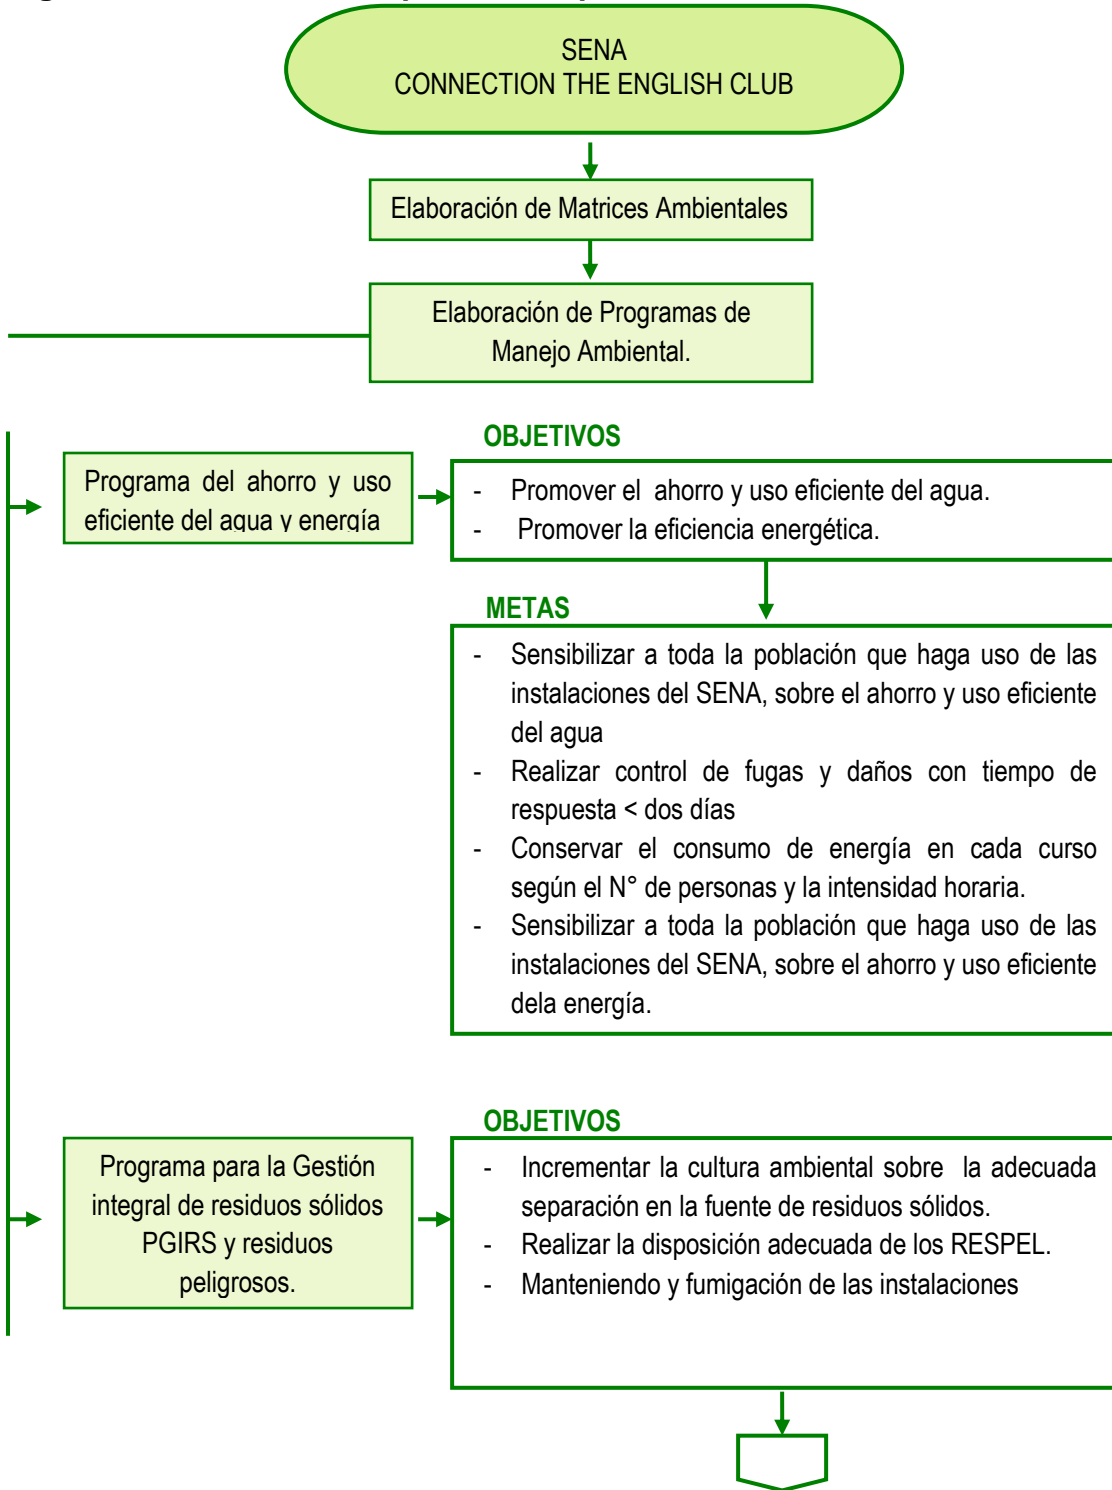 SENA
CONNECTION THE ENGLISH CLUB
Elaboración de Matrices Ambientales
Elaboración de Programas de
Manejo Ambiental.
OBJETIVOS
Programa del ahorro y uso
eficiente del agua y energía
- Promover el ahorro y uso eficiente del agua.
- Promover la eficiencia energética.
METAS
- Sensibilizar a toda la población que haga uso de las
instalaciones del SENA, sobre el ahorro y uso eficiente
del agua
- Realizar control de fugas y daños con tiempo de
respuesta < dos días
- Conservar el consumo de energía en cada curso
según el N° de personas y la intensidad horaria.
- Sensibilizar a toda la población que haga uso de las
instalaciones del SENA, sobre el ahorro y uso eficiente
dela energía.
OBJETIVOS
Programa para la Gestión
integral de residuos sólidos
PGIRS y residuos
peligrosos.
- Incrementar la cultura ambiental sobre la adecuada
separación en la fuente de residuos sólidos.
- Realizar la disposición adecuada de los RESPEL.
- Manteniendo y fumigación de las instalaciones